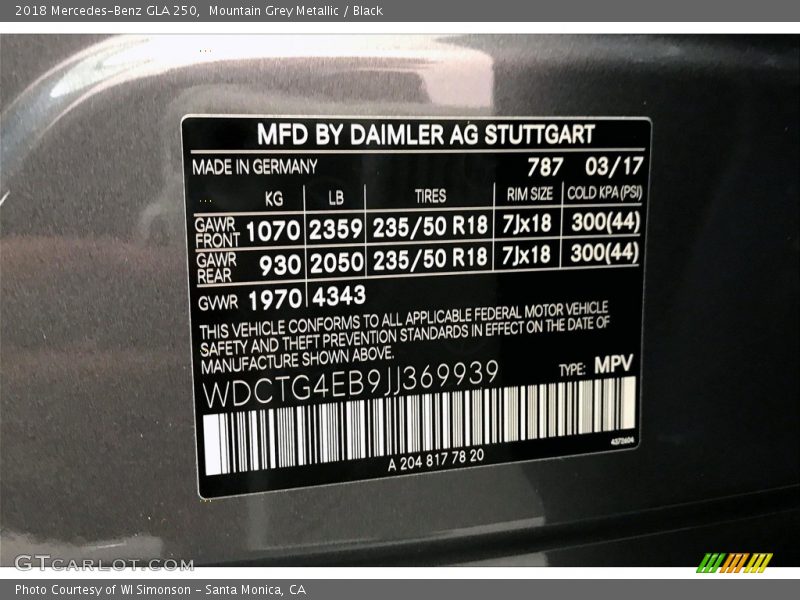 2018 Mercedes-Benz GLA 250,  Mountain Grey Metallic / Black
MFD BY DAIMLER AG STUTTGART
MADE IN GERMANY 787 03/17
KG LB TIRES RIM SIZE COLD KPA (PSI)
GAWR FRONT 1070 2359 235/50 R18 7Jx18 300(44)
GAWR REAR 930 2050 235/50 R18 7Jx18 300(44)
GVWR 1970 4343
THIS VEHICLE CONFORMS TO ALL APPLICABLE FEDERAL MOTOR VEHICLE
SAFETY AND THEFT PREVENTION STANDARDS IN EFFECT ON THE DATE OF
MANUFACTURE SHOWN ABOVE.
WDCTG4EB9JJ369939 TYPE: MPV
A 204 817 78 20
GTCARLOT.COM
Photo Courtesy of WI Simonson - Santa Monica, CA